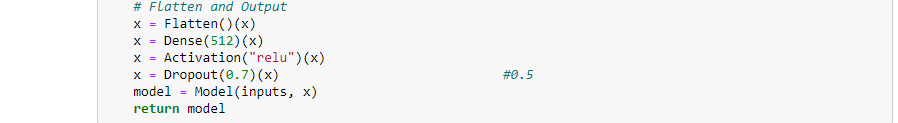 # Flatten and Output
x = Flatten()(x)
x = Dense(512)(x)
x = Activation("relu")(x)
x = Dropout(0.7)(x) #0.5
model = Model(inputs, x)
return model